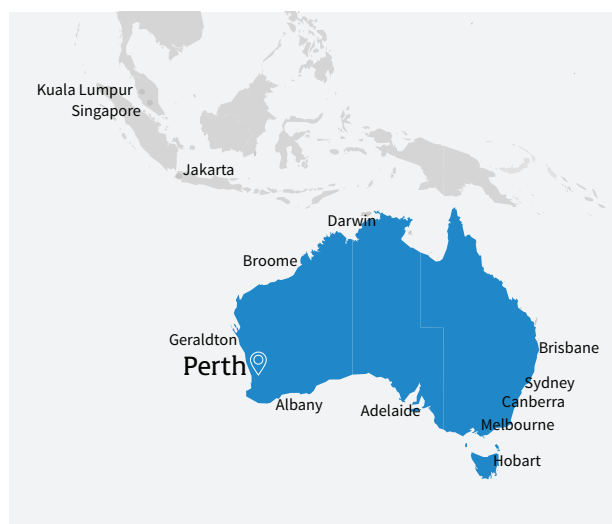 Kuala Lumpur
Singapore
Jakarta
Darwin
Broome
Geraldton
Perth
Brisbane
Sydney
Canberra
Albany
Adelaide
Melbourne
Hobart